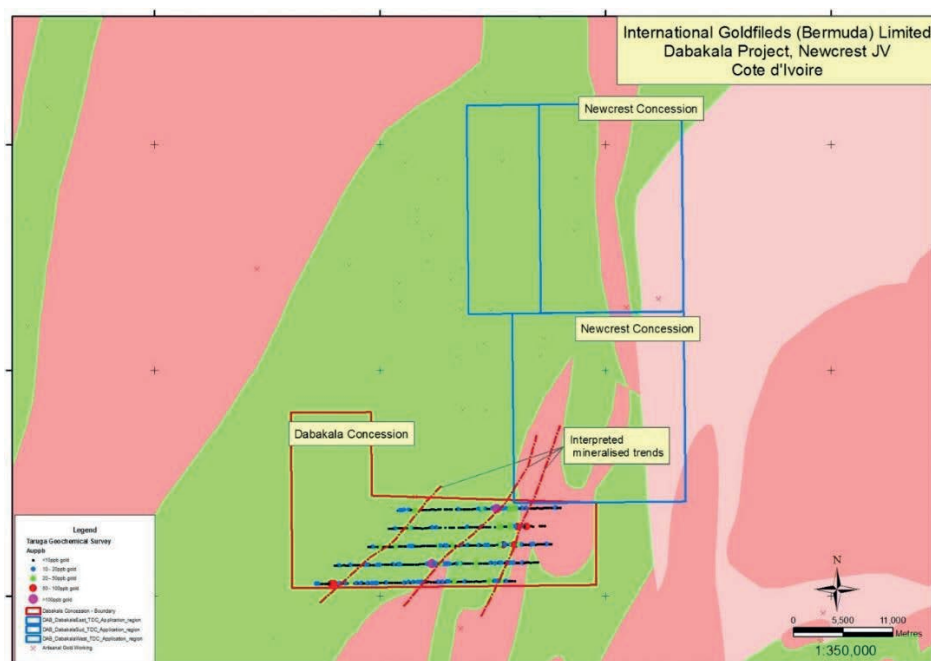 International Goldfileds (Bermuda) Limited
Dabakala Project, Newcrest JV
Cote d'Ivoire
Newcrest Concession
Newcrest Concession
Dabakala Concession
Interpreted
mineralised trends
Legend
Taruga Geochemical Survey
Auppb
<10ppb gold
10 - 20ppb gold
20 - 50ppb gold
50 - 100ppb gold
>100ppb gold
Dabakala Concession - Boundary
DAB_DabakalaEast_TOC_Application_region
DAB_DabakalaSud_TOC_Application_region
DAB_DabakalaWest_TOC_Application_region
Artisanal Gold Working
N
0 5,500 11,000
Metres
1:350,000